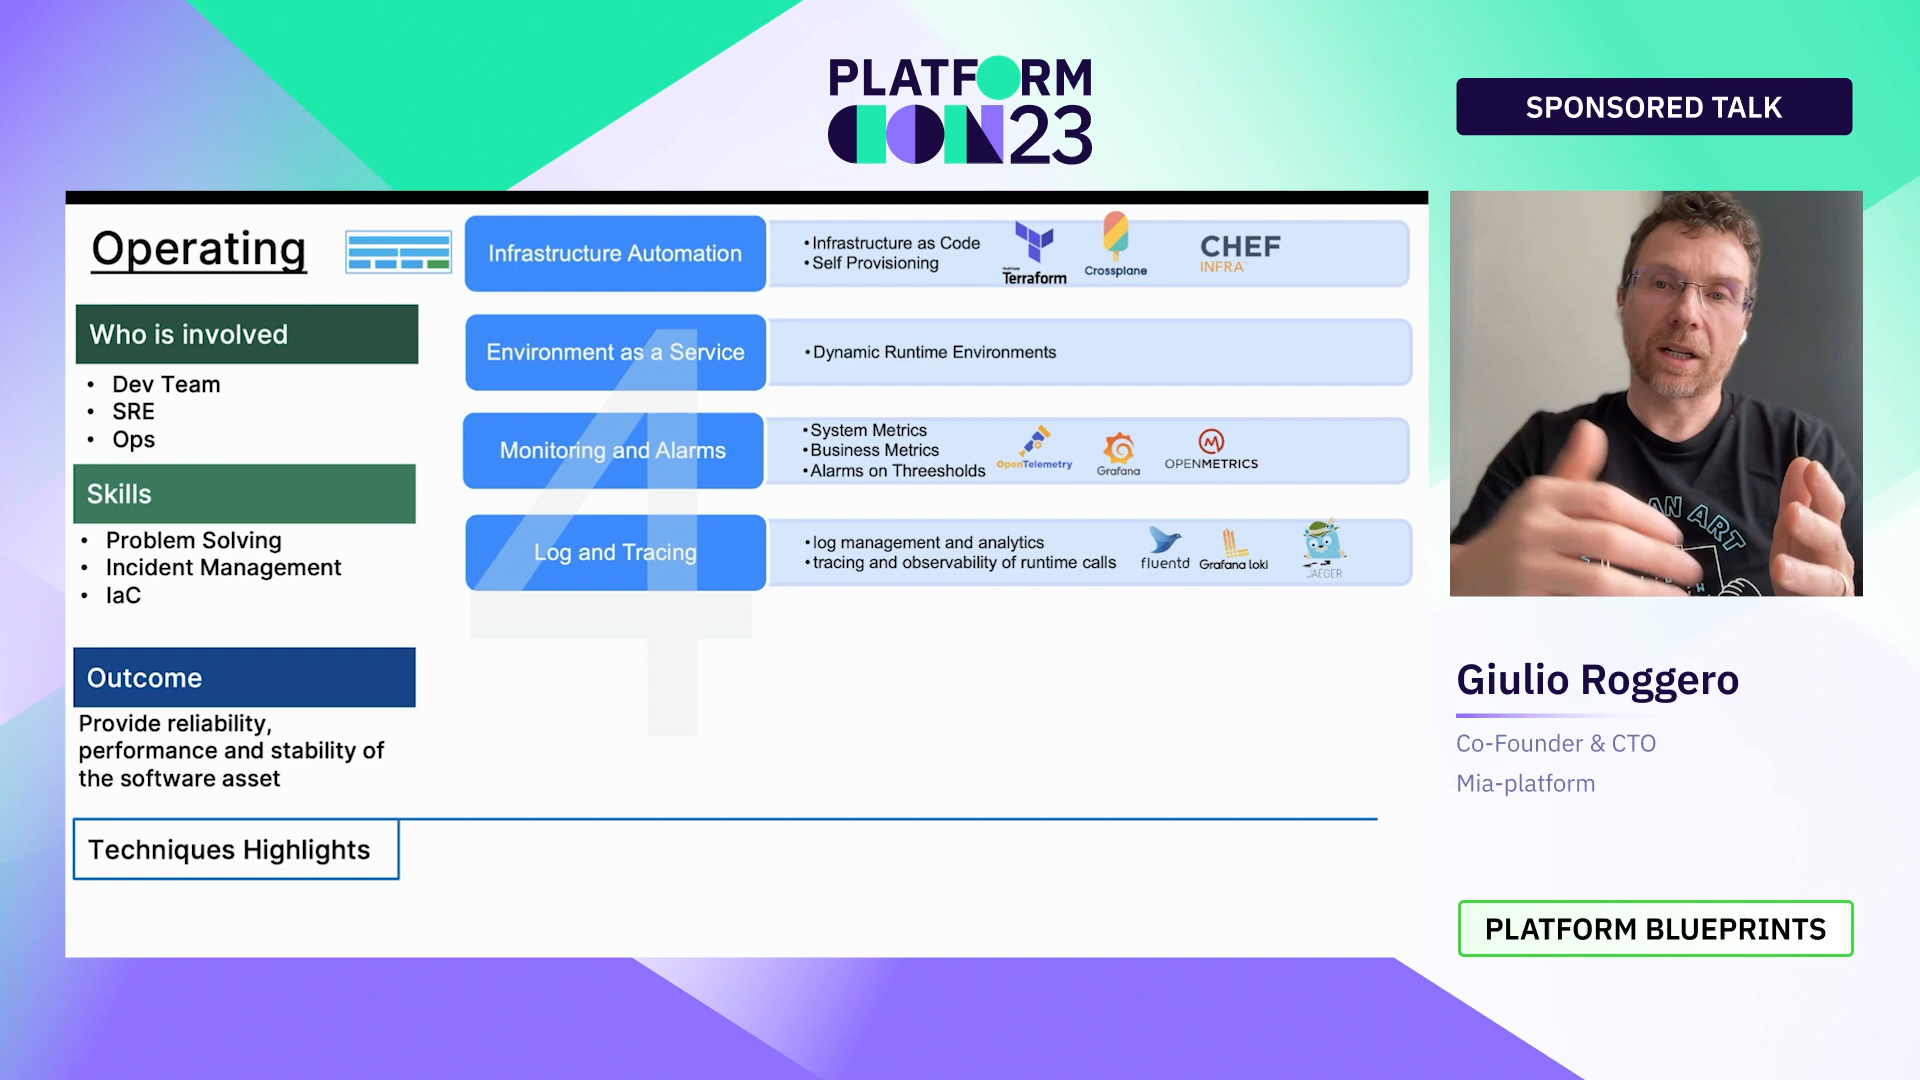 PLATFORM
CON23
SPONSORED TALK
Operating
Who is involved
• Dev Team
• SRE
• Ops
Skills
• Problem Solving
• Incident Management
• IaC
Outcome
Provide reliability,
performance and stability of
the software asset
Techniques Highlights
4
Infrastructure Automation
•Infrastructure as Code
•Self Provisioning
Terraform
Crossplane
CHEF
INFRA
Environment as a Service
•Dynamic Runtime Environments
Monitoring and Alarms
•System Metrics
•Business Metrics
•Alarms on Threesholds
OpenTelemetry
Grafana
OPENMETRICS
Log and Tracing
•log management and analytics
•tracing and observability of runtime calls
fluentd
Grafana loki
JAEGER
AN ART
Giulio Roggero
Co-Founder & CTO
Mia-platform
PLATFORM BLUEPRINTS